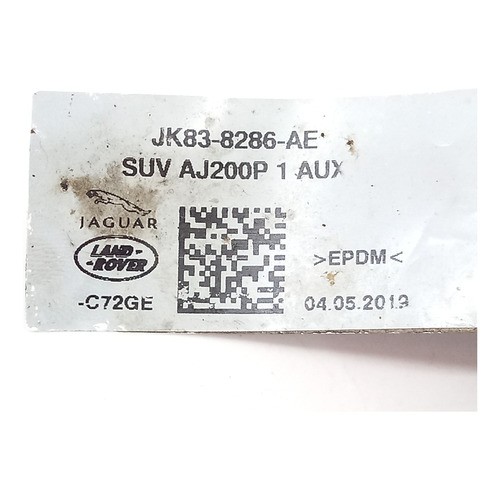 JK83-8286-AE
SUV AJ200P 1 AUX
JAGUAR
LAND-
-ROVER
>EPDM<
-C72GE
04.05.2019